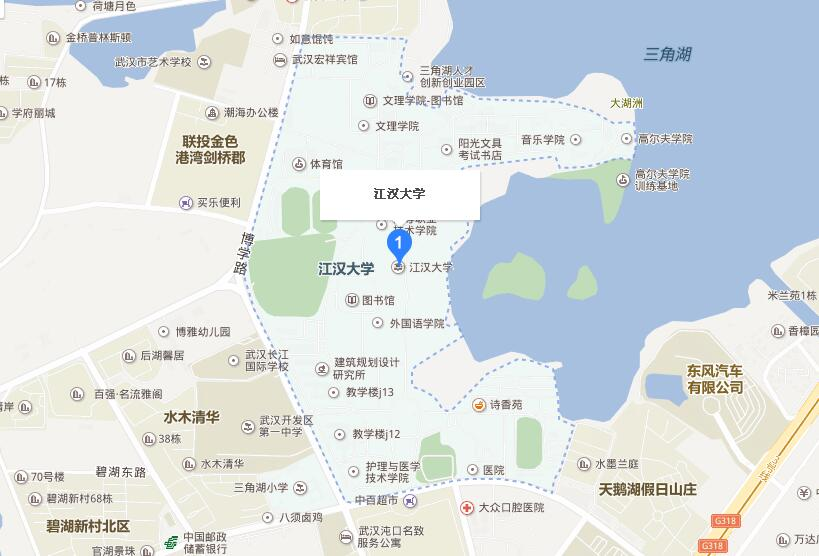 荷塘月色
金桥普林斯顿
如意馄饨
三角湖
武汉市艺术学校
武汉宏祥宾馆
三角湖人才
创新创业园区
17栋
栋
文理学院-图书馆
大湖洲
学府丽城
潮海办公楼
文理学院
联投金色
港湾剑桥郡
阳光文具
考试书店
音乐学院
高尔夫学院
体育馆
高尔夫学院
训练基地
江汉大学
买乐便利
术学院
博学路
江汉大学
江汉大学
1
图书馆
米兰苑1栋
外国语学院
博雅幼儿园
香樟园
后湖馨居
武汉长江
国际学校
建筑规划设计
研究所
东风汽车
有限公司
百强·名流雅阁
教学楼j13
诗香苑
清岸
水木清华
武汉开发区
第一中学
38栋
教学楼j12
水木清华
碧湖东路
护理与医学
技术学院
医院
水墨兰庭
70号楼
三角湖小学
天鹅湖假日山庄
碧湖新村68栋
中百超市
大众口腔医院
八须卤鸡
G318
碧湖新村北区
武汉沌口名致
服务公寓
中国邮政
储蓄银行
官湖景珠
G318
万达广